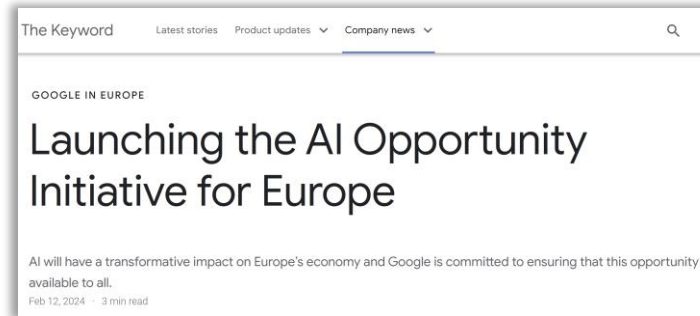 The Keyword Latest stories Product updates Company news
GOOGLE IN EUROPE
Launching the AI Opportunity
Initiative for Europe
AI will have a transformative impact on Europe's economy and Google is committed to ensuring that this opportunity
available to all.
Feb 12, 2024 · 3 min read